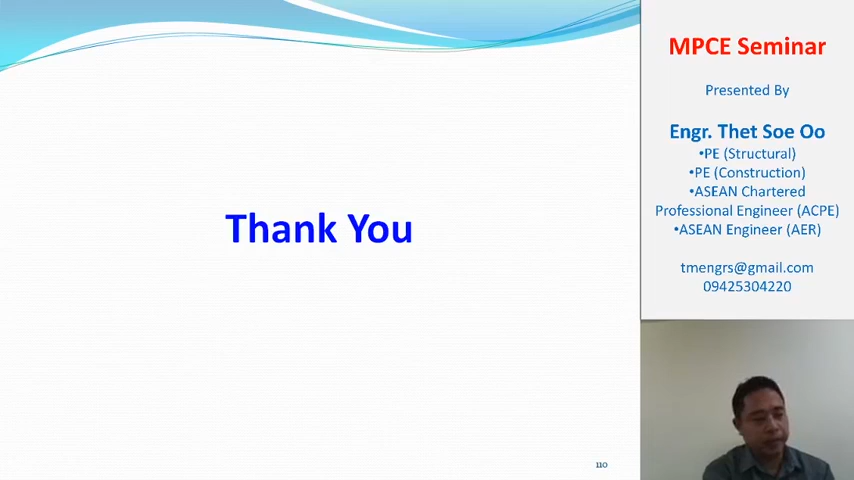 Thank You
110
MPCE Seminar
Presented By
Engr. Thet Soe Oo
•PE (Structural)
•PE (Construction)
•ASEAN Chartered
Professional Engineer (ACPE)
•ASEAN Engineer (AER)
tmengrs@gmail.com
09425304220